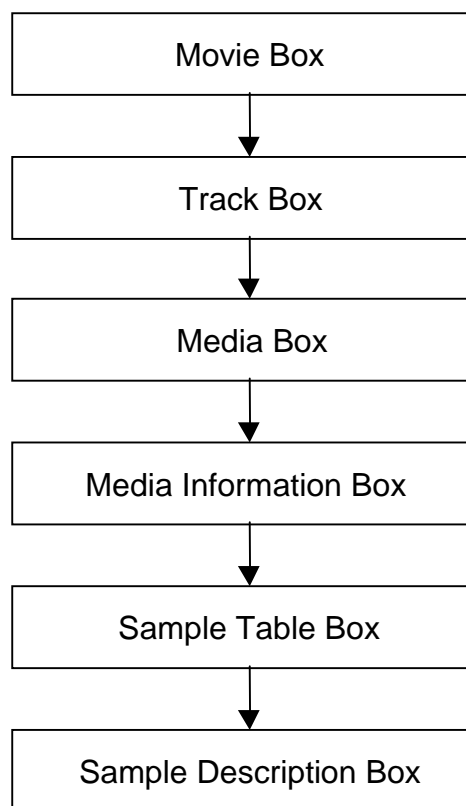 Movie Box
Track Box
Media Box
Media Information Box
Sample Table Box
Sample Description Box